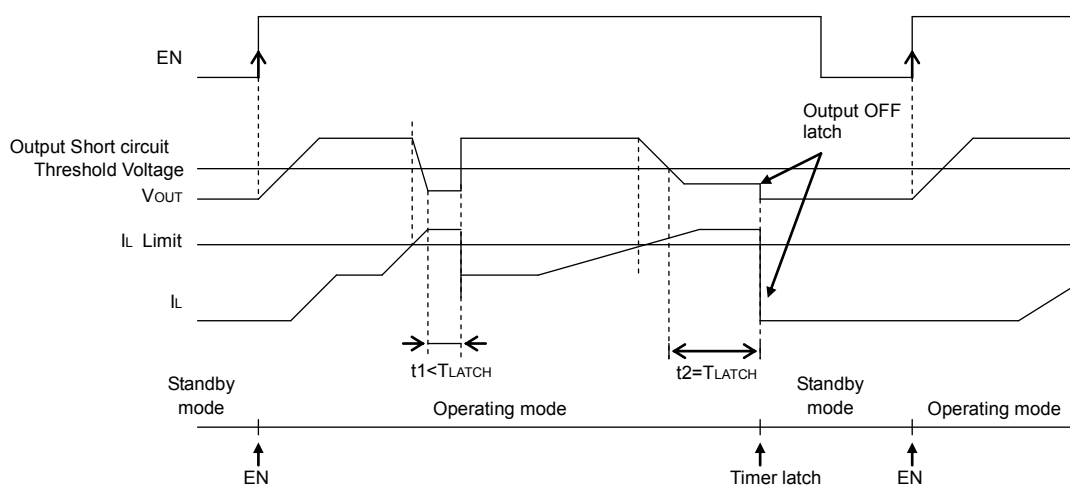 EN
Output OFF
latch
Output Short circuit
Threshold Voltage
VOUT
IL Limit
IL
t1<TLATCH
t2=TLATCH
Standby
mode
Operating mode
Standby
mode
Operating mode
EN
Timer latch
EN